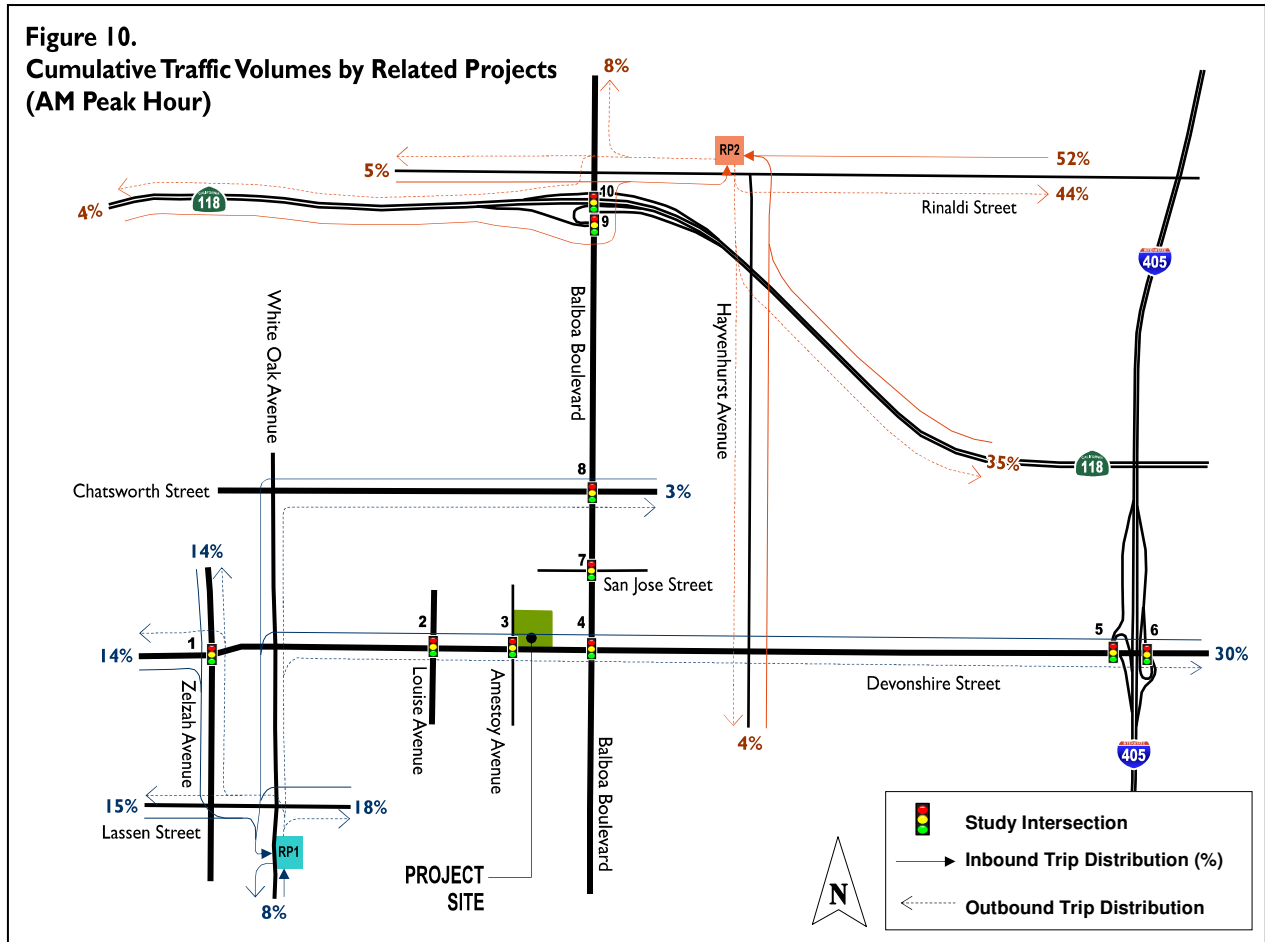 Figure 10.
Cumulative Traffic Volumes by Related Projects
(AM Peak Hour)
8%
RP2
52%
5%
44%
Rinaldi Street
4%
CALIFORNIA
118
10
9
INTERSTATE
405
White Oak Avenue
Balboa Boulevard
Hayvenhurst Avenue
35%
CALIFORNIA
118
8
Chatsworth Street
3%
14%
7
San Jose Street
1
2
3
4
5
6
14%
30%
Zelzah Avenue
Louise Avenue
Amestoy Avenue
Devonshire Street
4%
Balboa Boulevard
INTERSTATE
405
15%
18%
Lassen Street
RP1
8%
PROJECT
SITE
N
Study Intersection
Inbound Trip Distribution (%)
Outbound Trip Distribution